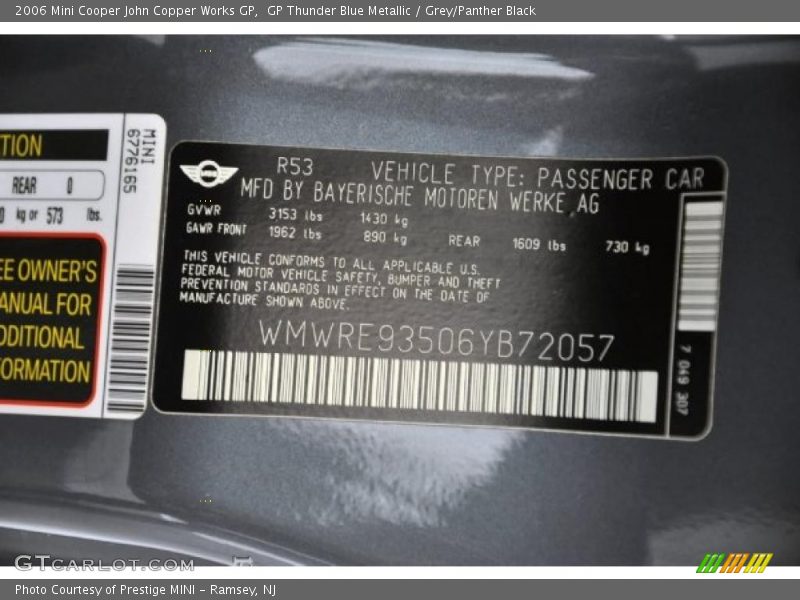 2006 Mini Cooper John Copper Works GP,  GP Thunder Blue Metallic / Grey/Panther Black
TION
REAR 0
0 kg or 573 lbs.
EE OWNER'S
ANUAL FOR
DDITIONAL
FORMATION
MINI
6776165
MINI
R53 VEHICLE TYPE: PASSENGER CAR
MFD BY BAYERISCHE MOTOREN WERKE AG
GVWR 3153 lbs 1430 kg
GAWR FRONT 1962 lbs 890 kg REAR 1609 lbs 730 kg
THIS VEHICLE CONFORMS TO ALL APPLICABLE U.S.
FEDERAL MOTOR VEHICLE SAFETY, BUMPER AND THEFT
PREVENTION STANDARDS IN EFFECT ON THE DATE OF
MANUFACTURE SHOWN ABOVE.
WMWRE93506YB72057
7 049 307
GTCARLOT.COM
Photo Courtesy of Prestige MINI - Ramsey, NJ